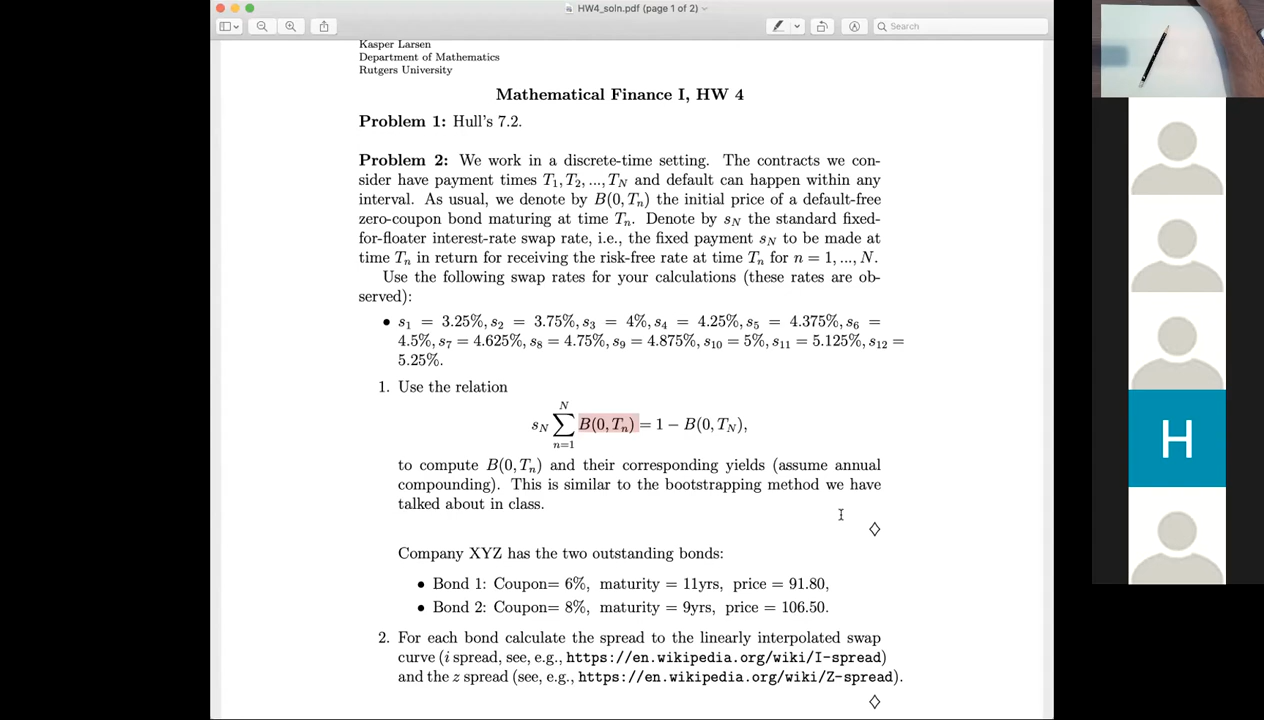 HW4_soln.pdf (page 1 of 2)
Search
Kasper Larsen
Department of Mathematics
Rutgers University
Mathematical Finance I, HW 4
Problem 1: Hull's 7.2.
Problem 2: We work in a discrete-time setting. The contracts we con-
sider have payment times T₁, T₂, ..., T_N and default can happen within any
interval. As usual, we denote by B(0, Tₙ) the initial price of a default-free
zero-coupon bond maturing at time Tₙ. Denote by s_N the standard fixed-
for-floater interest-rate swap rate, i.e., the fixed payment s_N to be made at
time Tₙ in return for receiving the risk-free rate at time Tₙ for n = 1, ..., N.
Use the following swap rates for your calculations (these rates are ob-
served):
• s₁ = 3.25%, s₂ = 3.75%, s₃ = 4%, s₄ = 4.25%, s₅ = 4.375%, s₆ =
4.5%, s₇ = 4.625%, s₈ = 4.75%, s₉ = 4.875%, s₁₀ = 5%, s₁₁ = 5.125%, s₁₂ =
5.25%.
1. Use the relation
s_N ∑_{n=1}^{N} B(0, Tₙ) = 1 − B(0, T_N),
to compute B(0, Tₙ) and their corresponding yields (assume annual
compounding). This is similar to the bootstrapping method we have
talked about in class.
◇
Company XYZ has the two outstanding bonds:
• Bond 1: Coupon= 6%, maturity = 11yrs, price = 91.80,
• Bond 2: Coupon= 8%, maturity = 9yrs, price = 106.50.
2. For each bond calculate the spread to the linearly interpolated swap
curve (i spread, see, e.g., https://en.wikipedia.org/wiki/I-spread)
and the z spread (see, e.g., https://en.wikipedia.org/wiki/Z-spread).
◇
H